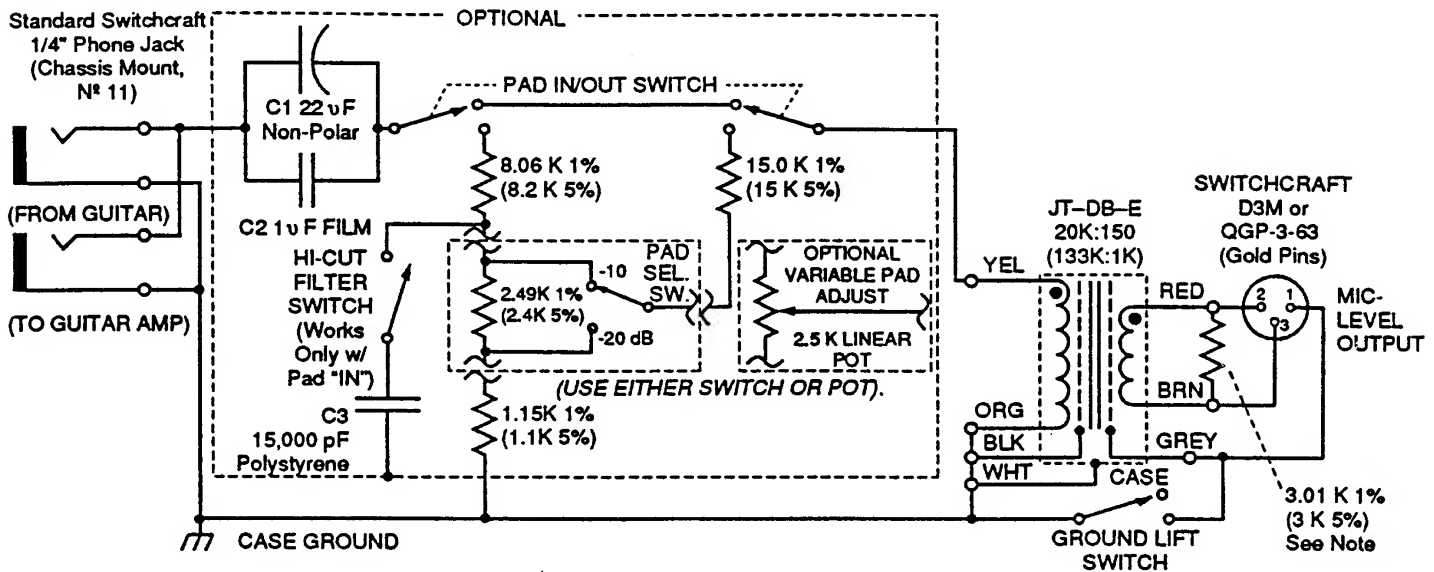 OPTIONAL
Standard Switchcraft
1/4" Phone Jack
(Chassis Mount,
Nº 11)
C1 22 υF
Non-Polar
PAD IN/OUT SWITCH
8.06 K 1%
(8.2 K 5%)
15.0 K 1%
(15 K 5%)
(FROM GUITAR)
C2 1 υ F FILM
(TO GUITAR AMP)
HI-CUT
FILTER
SWITCH
(Works
Only w/
Pad "IN")
C3
15,000 pF
Polystyrene
2.49K 1%
(2.4K 5%)
-10
-20 dB
PAD
SEL.
SW.
OPTIONAL
VARIABLE PAD
ADJUST
2.5 K LINEAR
POT
(USE EITHER SWITCH OR POT).
1.15K 1%
(1.1K 5%)
JT–DB–E
20K:150
(133K:1K)
SWITCHCRAFT
D3M or
QGP-3-63
(Gold Pins)
YEL
RED
2
1
3
MIC-
LEVEL
OUTPUT
BRN
ORG
BLK
GREY
WHT
CASE
3.01 K 1%
(3 K 5%)
See Note
CASE GROUND
GROUND LIFT
SWITCH